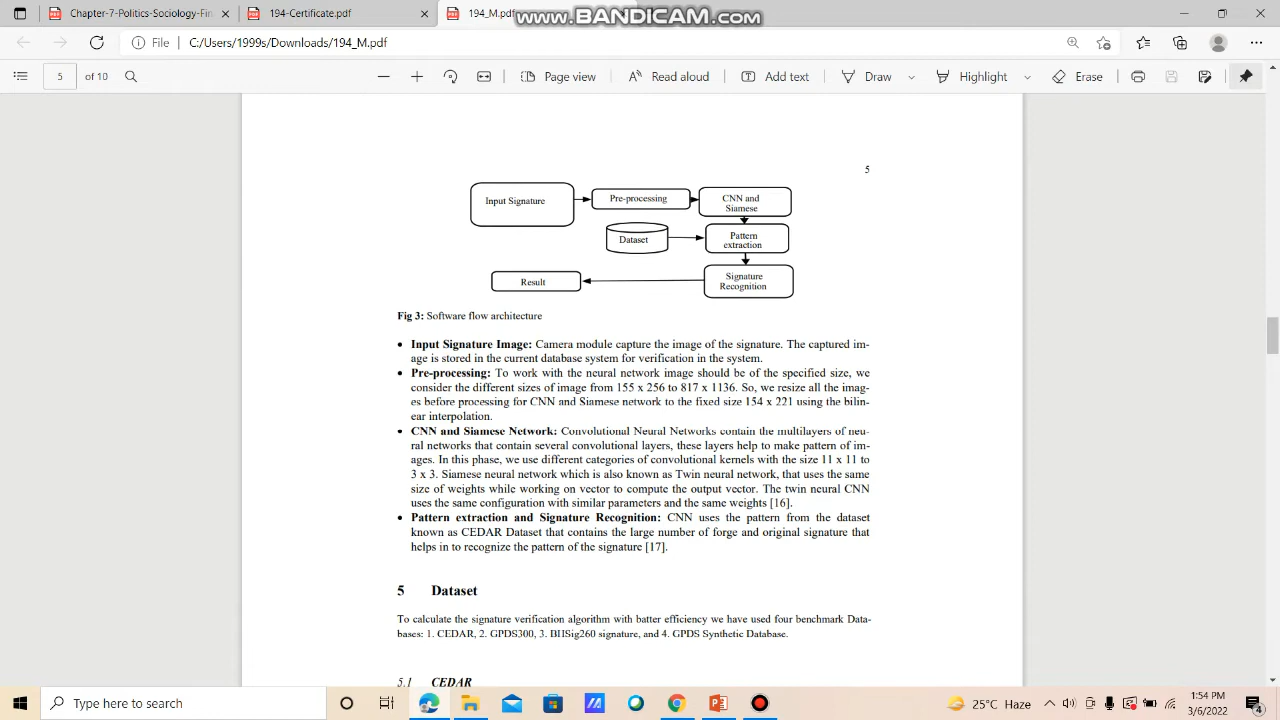 Chapter-7-Politics-and-Fin
194-Certificate.pdf
194_M.pdf
www.BANDICAM.com
File
C:/Users/1999s/Downloads/194_M.pdf
5 of 10
Page view
Read aloud
Add text
Draw
Highlight
Erase
5
Input Signature
Pre-processing
CNN and
Siamese
Dataset
Pattern
extraction
Result
Signature
Recognition
Fig 3: Software flow architecture
• Input Signature Image: Camera module capture the image of the signature. The captured im-
age is stored in the current database system for verification in the system.
• Pre-processing: To work with the neural network image should be of the specified size, we
consider the different sizes of image from 155 x 256 to 817 x 1136. So, we resize all the imag-
es before processing for CNN and Siamese network to the fixed size 154 x 221 using the bilin-
ear interpolation.
• CNN and Siamese Network: Convolutional Neural Networks contain the multilayers of neu-
ral networks that contain several convolutional layers, these layers help to make pattern of im-
ages. In this phase, we use different categories of convolutional kernels with the size 11 x 11 to
3 x 3. Siamese neural network which is also known as Twin neural network, that uses the same
size of weights while working on vector to compute the output vector. The twin neural CNN
uses the same configuration with similar parameters and the same weights [16].
• Pattern extraction and Signature Recognition: CNN uses the pattern from the dataset
known as CEDAR Dataset that contains the large number of forge and original signature that
helps in to recognize the pattern of the signature [17].
5 Dataset
To calculate the signature verification algorithm with batter efficiency we have used four benchmark Data-
bases: 1. CEDAR, 2. GPDS300, 3. BHSig260 signature, and 4. GPDS Synthetic Database.
5.1 CEDAR
Type here to search
25°C Haze
1:54 PM
3/6/2022
4